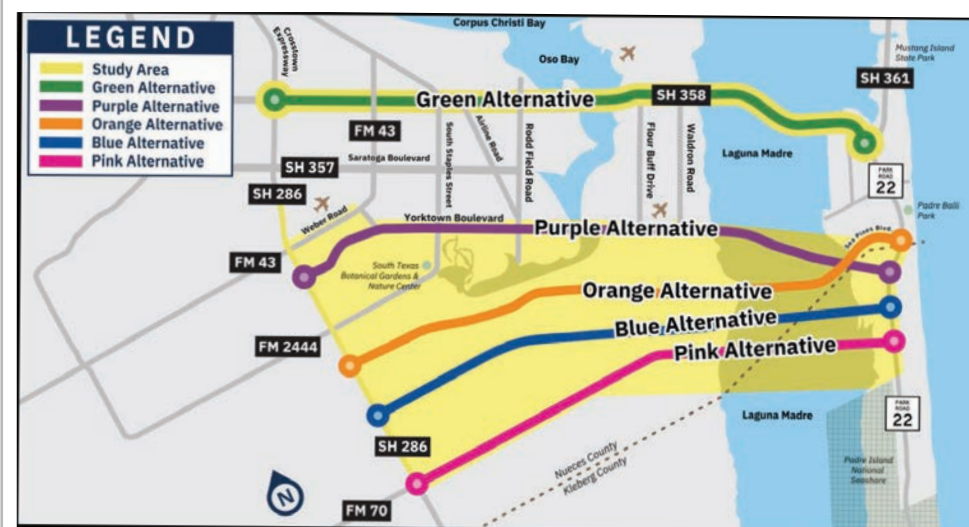 LEGEND
Study Area
Green Alternative
Purple Alternative
Orange Alternative
Blue Alternative
Pink Alternative
Crosstown
Expressway
Corpus Christi Bay
Oso Bay
Mustang Island
State Park
SH 361
Green Alternative
SH 358
FM 43
South Staples Street
Airline Road
Rodd Field Road
Flour Buff Drive
Waldron Road
Laguna Madre
SH 357
Saratoga Boulevard
SH 286
PARK
ROAD
22
Weber Road
Yorktown Boulevard
Purple Alternative
Padre Balli
Park
Sea Pines Blvd.
FM 43
South Texas
Botanical Gardens &
Nature Center
Orange Alternative
Blue Alternative
FM 2444
Pink Alternative
Laguna Madre
PARK
ROAD
22
SH 286
Nueces County
Kleberg County
Padre Island
National
Seashore
N
FM 70